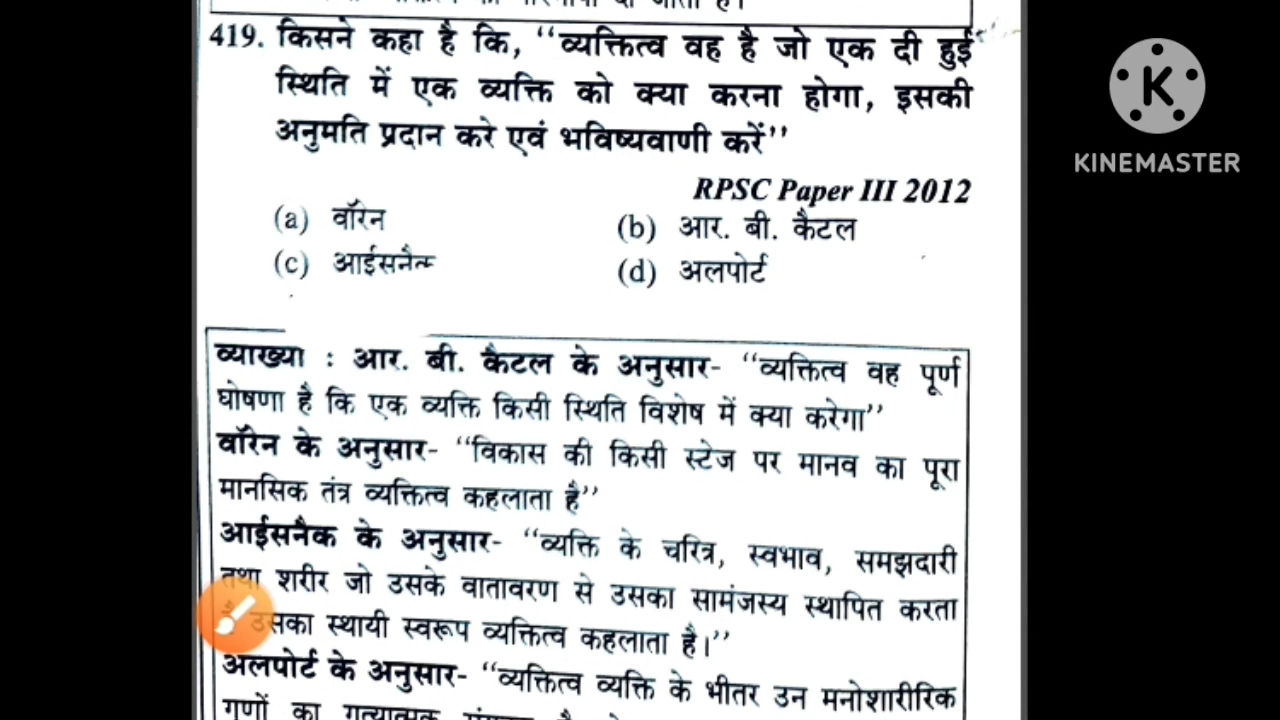 419. किसने कहा है कि, ‘‘व्यक्तित्व वह है जो एक दी हुई
स्थिति में एक व्यक्ति को क्या करना होगा, इसकी
अनुमति प्रदान करे एवं भविष्यवाणी करें’’
RPSC Paper III 2012
(a) वॉरेन (b) आर. बी. कैटल
(c) आईसनैक (d) अलपोर्ट
व्याख्या : आर. बी. कैटल के अनुसार- ‘‘व्यक्तित्व वह पूर्ण
घोषणा है कि एक व्यक्ति किसी स्थिति विशेष में क्या करेगा’’
वॉरेन के अनुसार- ‘‘विकास की किसी स्टेज पर मानव का पूरा
मानसिक तंत्र व्यक्तित्व कहलाता है’’
आईसनैक के अनुसार- ‘‘व्यक्ति के चरित्र, स्वभाव, समझदारी
तथा शरीर जो उसके वातावरण से उसका सामंजस्य स्थापित करता
है उसका स्थायी स्वरूप व्यक्तित्व कहलाता है।’’
अलपोर्ट के अनुसार- ‘‘व्यक्तित्व व्यक्ति के भीतर उन मनोशारीरिक
गुणों का गत्यात्मक
K
KINEMASTER